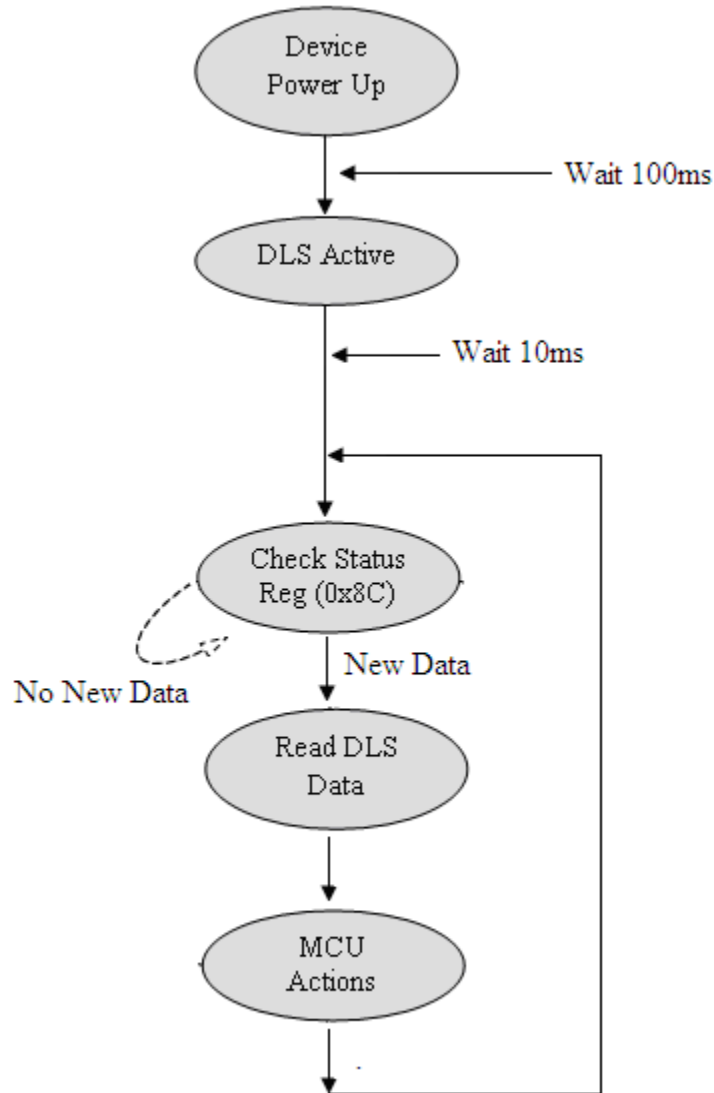 Device
Power Up
Wait 100ms
DLS Active
Wait 10ms
Check Status
Reg (0x8C)
New Data
No New Data
Read DLS
Data
MCU
Actions